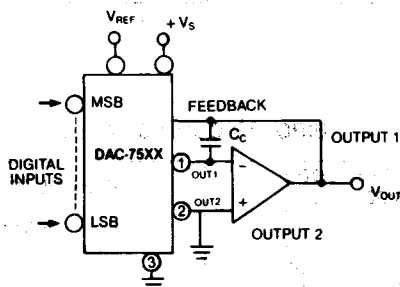 VREF
+ VS
MSB
FEEDBACK
DAC-75XX
CC
OUTPUT 1
1
OUT1
DIGITAL
INPUTS
−
VOUT
2
OUT2
+
LSB
OUTPUT 2
3